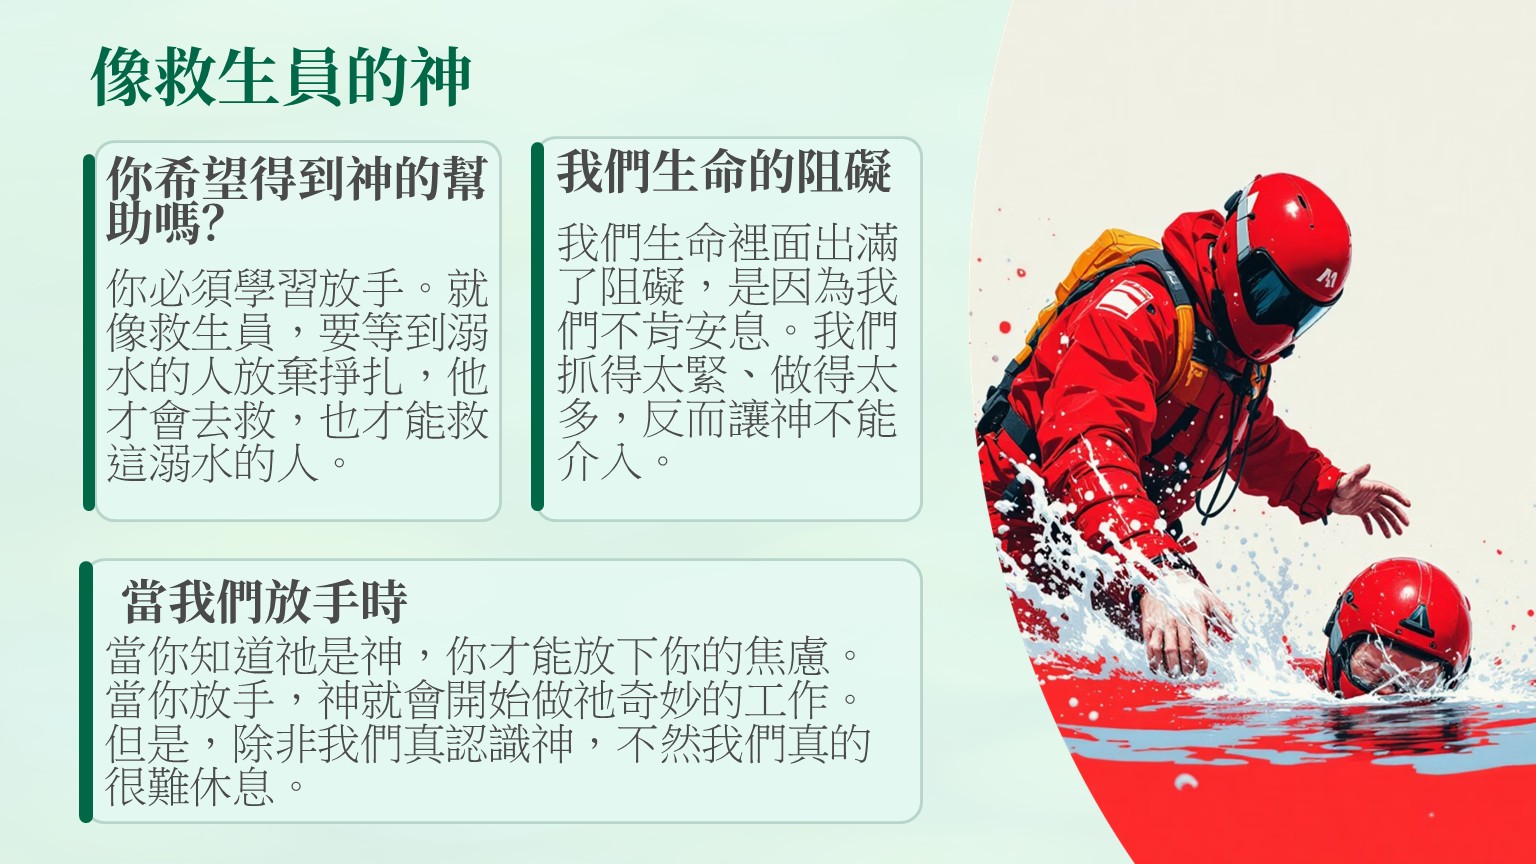 像救生員的神
你希望得到神的幫
助嗎?
你必須學習放手。就
像救生員，要等到溺
水的人放棄掙扎，他
才會去救，也才能救
這溺水的人。
我們生命的阻礙
我們生命裡面出滿
了阻礙，是因為我
們不肯安息。我們
抓得太緊、做得太
多，反而讓神不能
介入。
當我們放手時
當你知道祂是神，你才能放下你的焦慮。
當你放手，神就會開始做祂奇妙的工作。
但是，除非我們真認識神，不然我們真的
很難休息。